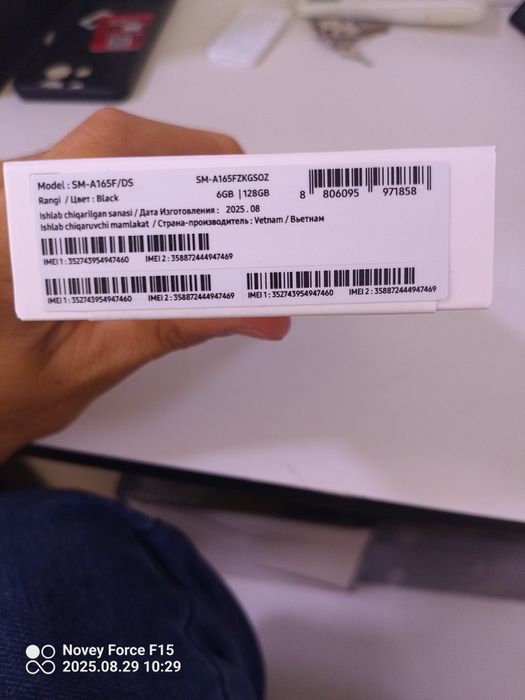 Model : SM-A165F/DS
SM-A165FZKGSOZ
Rangi / Цвет : Black
6GB | 128GB
8 806095 971858
Ishlab chiqarilgan sanasi / Дата Изготовления : 2025.08
Ishlab chiqaruvchi mamlakat / Страна-производитель : Vetnam / Вьетнам
IMEI 1 : 352743954947460 IMEI 2 : 358872444947469
IMEI 1 : 352743954947460 IMEI 2 : 358872444947469
IMEI 1 : 352743954947460 IMEI 2 : 358872444947469
Novey Force F15
2025.08.29 10:29